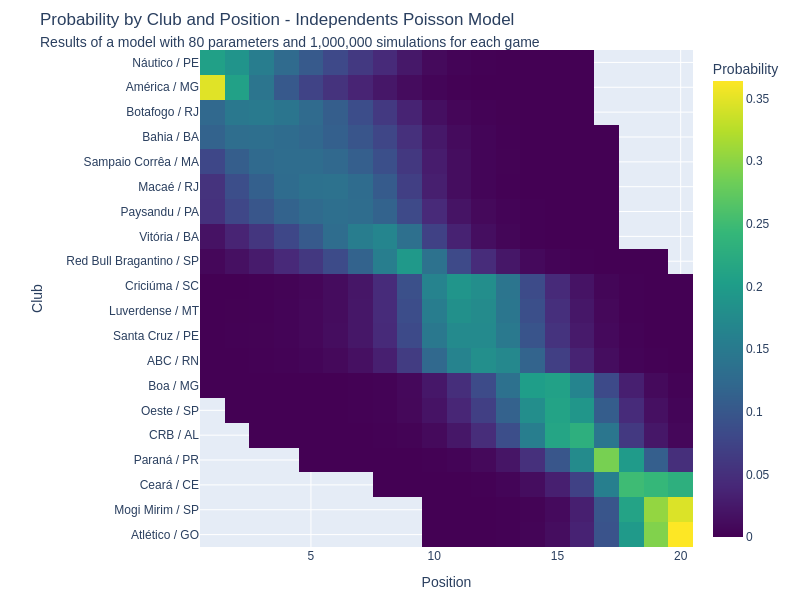 Probability by Club and Position - Independents Poisson Model
Results of a model with 80 parameters and 1,000,000 simulations for each game
Probability
Náutico / PE
América / MG
Botafogo / RJ
Bahia / BA
Sampaio Corrêa / MA
Macaé / RJ
Paysandu / PA
Vitória / BA
Red Bull Bragantino / SP
Criciúma / SC
Luverdense / MT
Santa Cruz / PE
ABC / RN
Boa / MG
Oeste / SP
CRB / AL
Paraná / PR
Ceará / CE
Mogi Mirim / SP
Atlético / GO
Club
5
10
15
20
Position
0.35
0.3
0.25
0.2
0.15
0.1
0.05
0